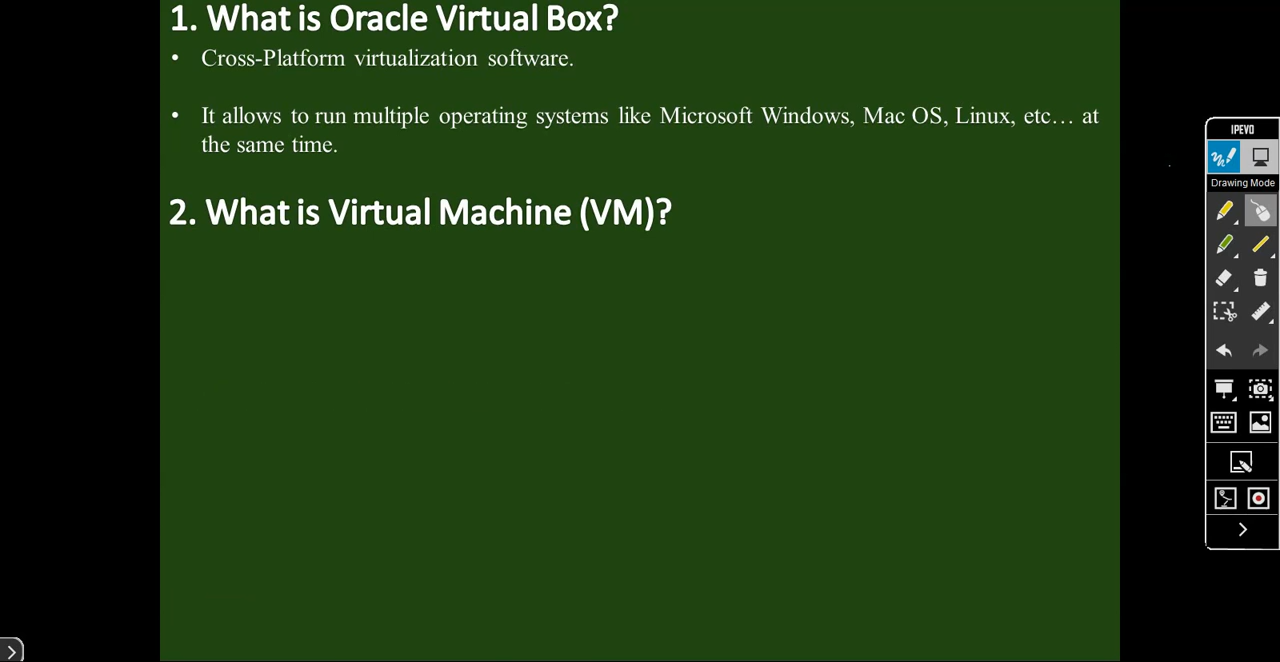 1. What is Oracle Virtual Box?
• Cross-Platform virtualization software.
• It allows to run multiple operating systems like Microsoft Windows, Mac OS, Linux, etc… at
the same time.
2. What is Virtual Machine (VM)?
IPEVO
Drawing Mode